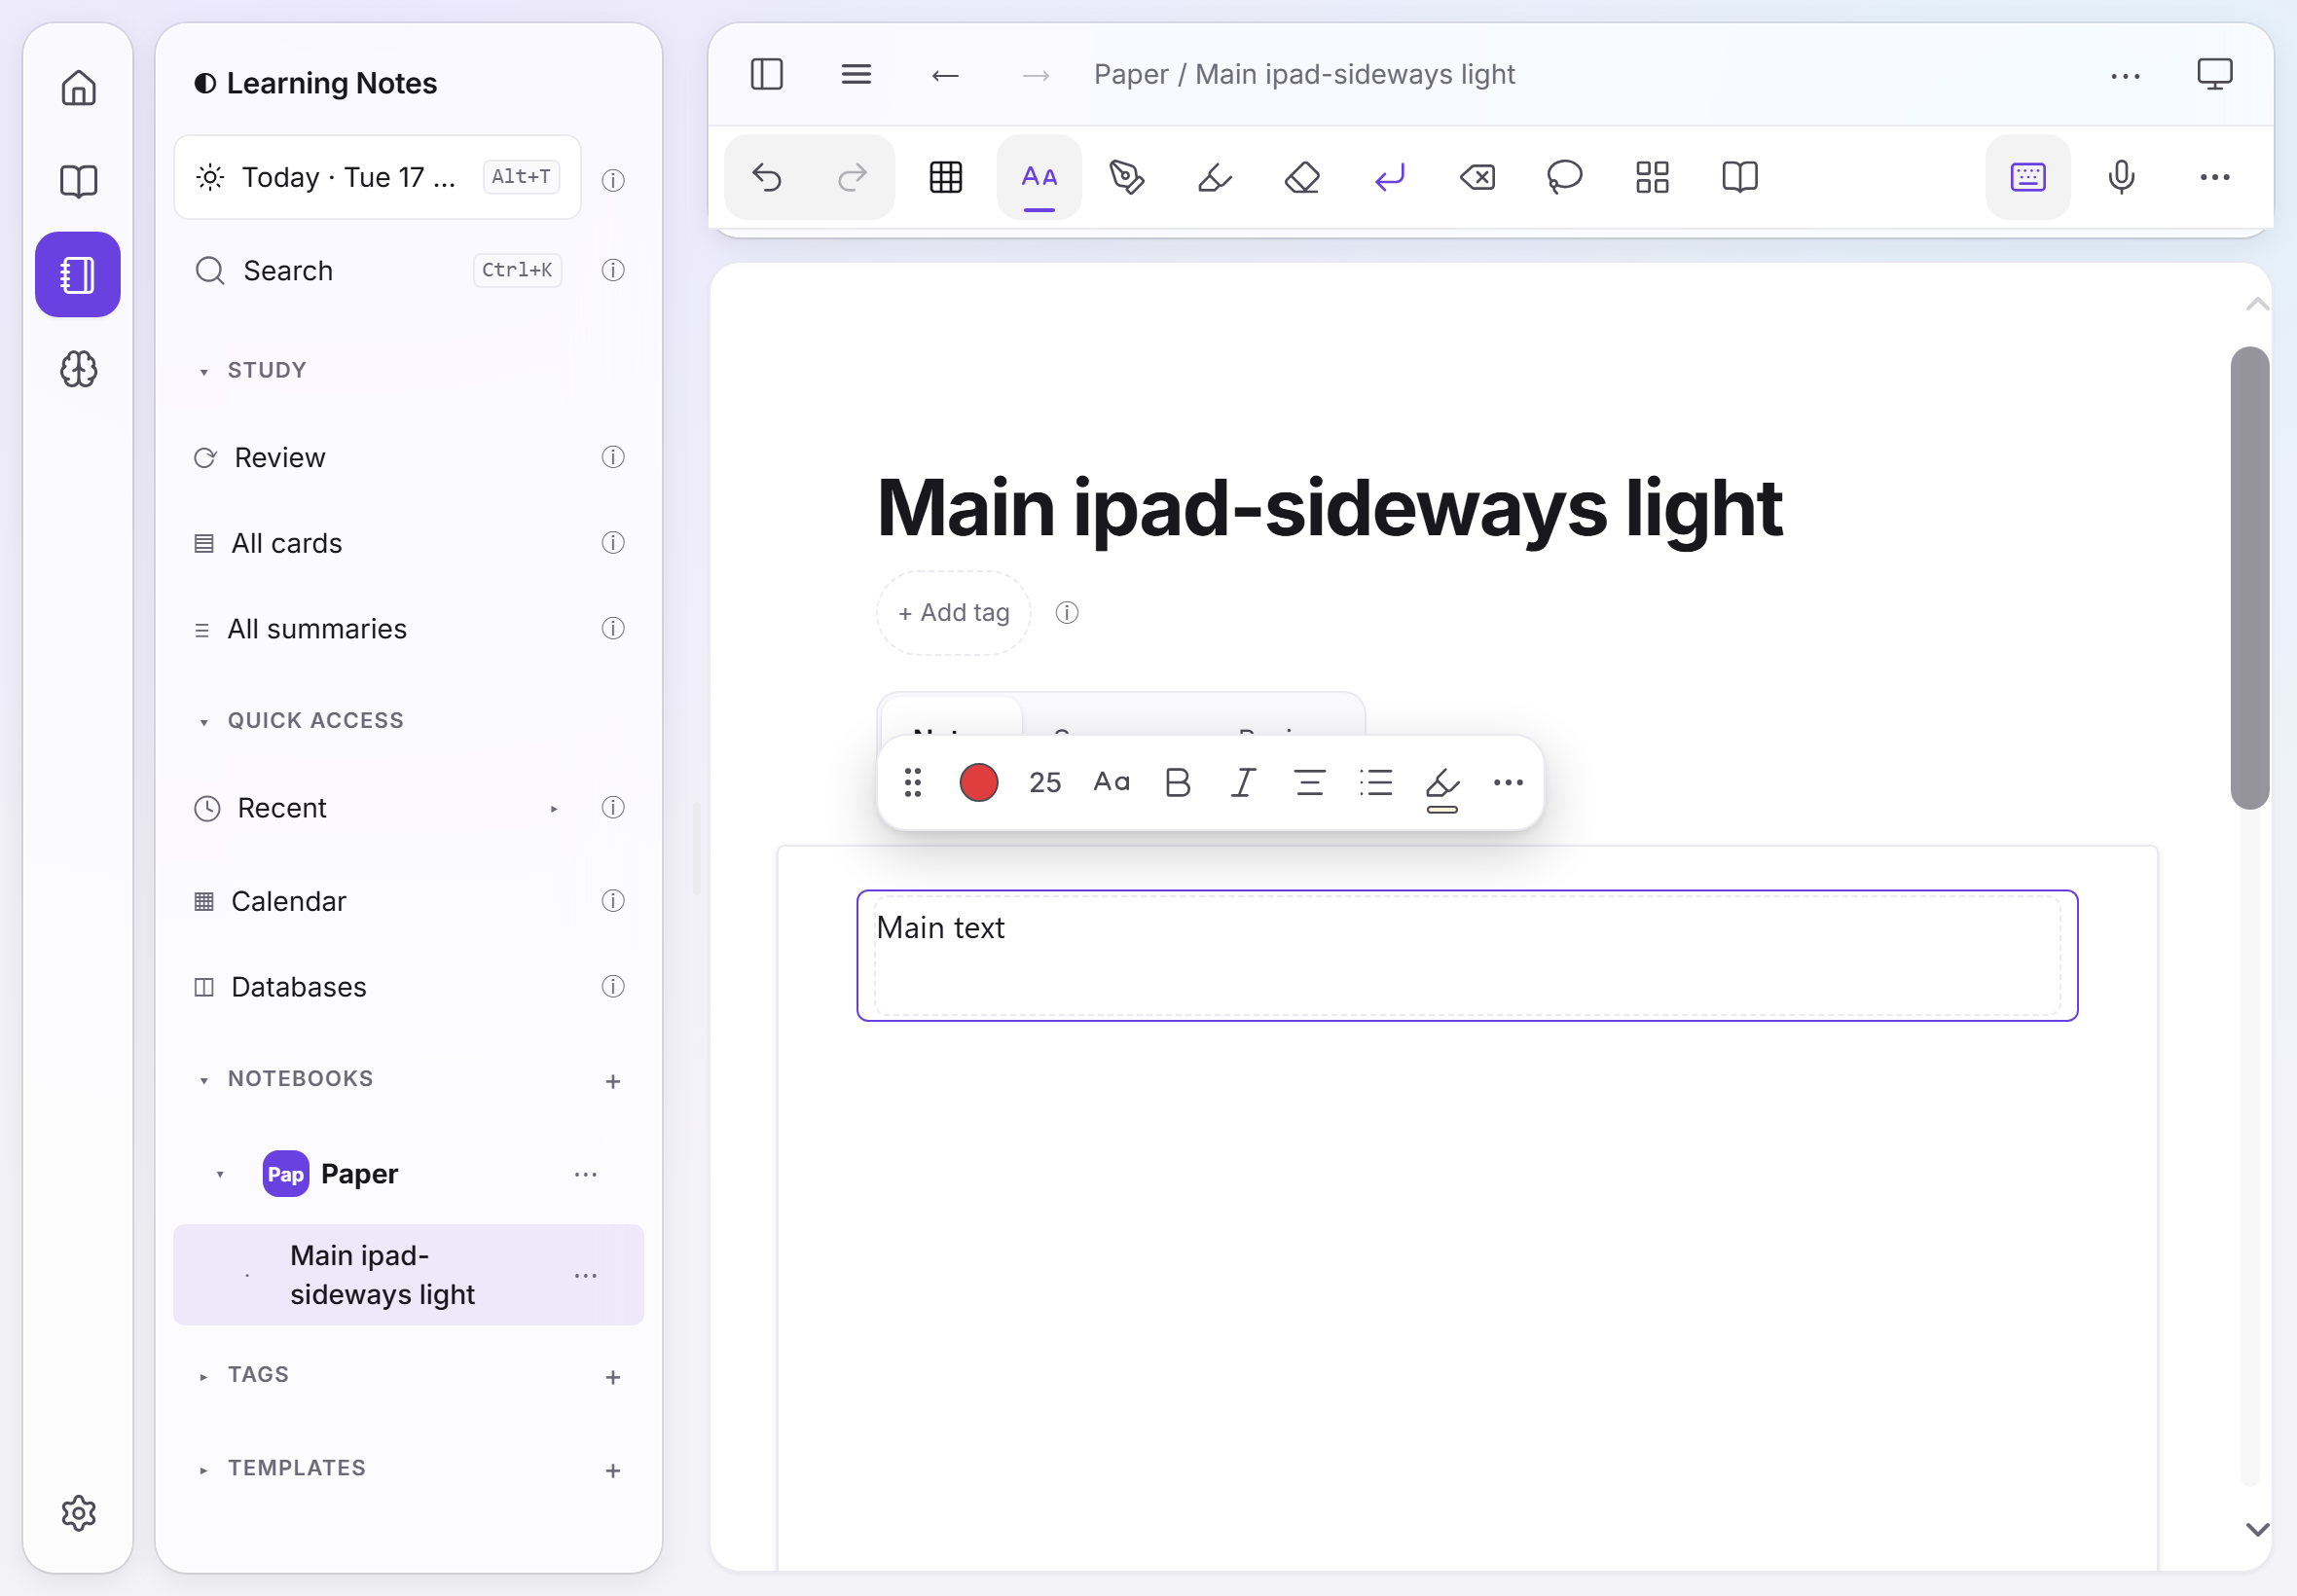 Learning Notes
Today · Tue 17 ... Alt+T
Search Ctrl+K
STUDY
Review
All cards
All summaries
QUICK ACCESS
Recent
Calendar
Databases
NOTEBOOKS
Pap Paper
Main ipad-
sideways light
TAGS
TEMPLATES
Paper / Main ipad-sideways light
Main ipad-sideways light
+ Add tag
25 Aa B I
Main text